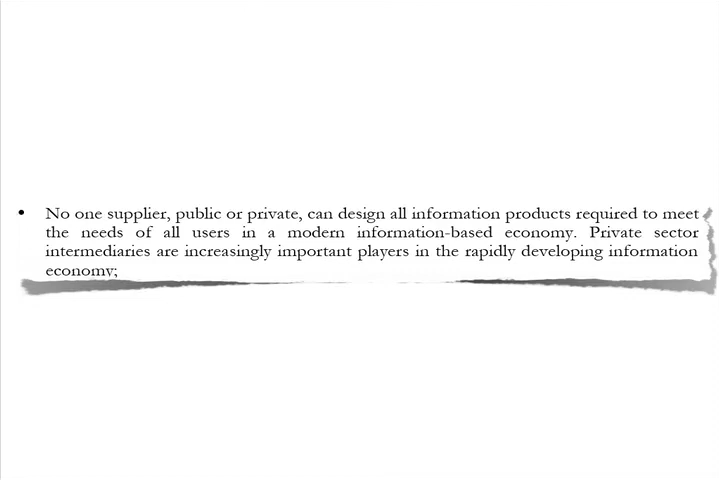 • No one supplier, public or private, can design all information products required to meet
the needs of all users in a modern information-based economy. Private sector
intermediaries are increasingly important players in the rapidly developing information
economy;